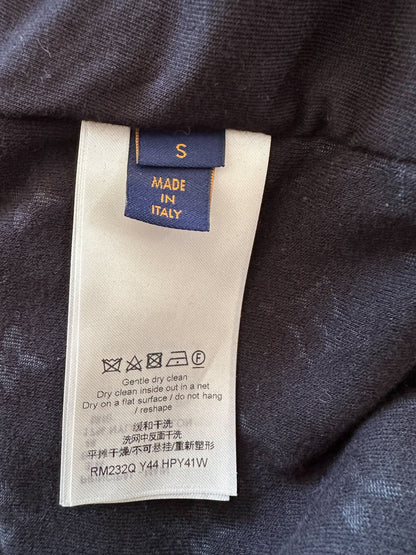 S
MADE
IN
ITALY
Gentle dry clean
Dry clean inside out in a net
Dry on a flat surface / do not hang
/ reshape
缓和干洗
洗网中反面干洗
平摊干燥/不可悬挂/重新整形
RM232Q Y44 HPY41W